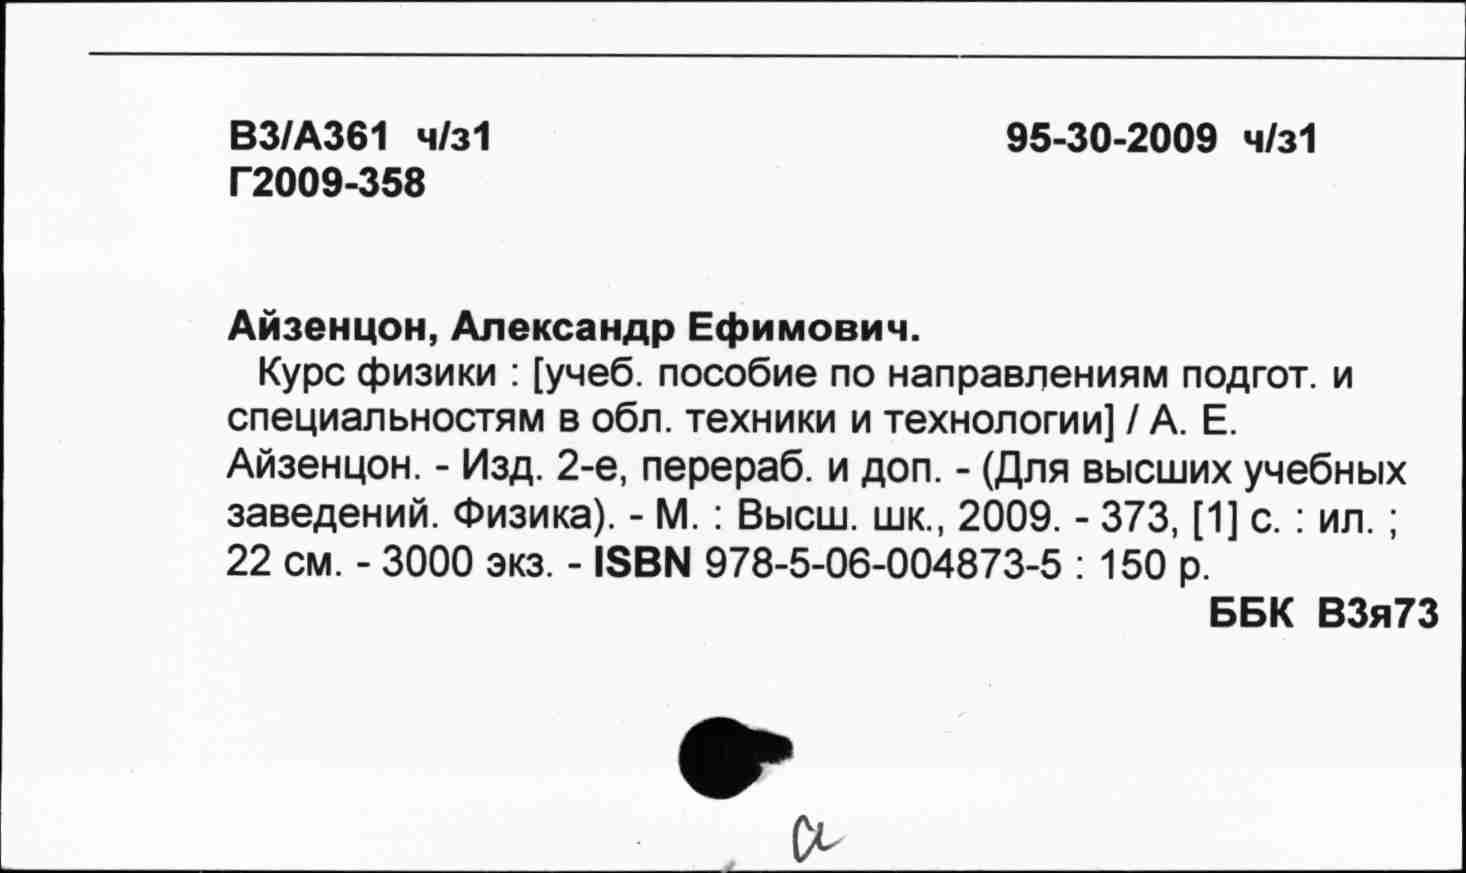 В3/А361 ч/з1
95-30-2009 ч/з1
Г2009-358
Айзенцон, Александр Ефимович.
Курс физики : [учеб. пособие по направлениям подгот. и
специальностям в обл. техники и технологии] / А. Е.
Айзенцон. - Изд. 2-е, перераб. и доп. - (Для высших учебных
заведений. Физика). - М. : Высш. шк., 2009. - 373, [1] с. : ил. ;
22 см. - 3000 экз. - ISBN 978-5-06-004873-5 : 150 р.
ББК В3я73
а